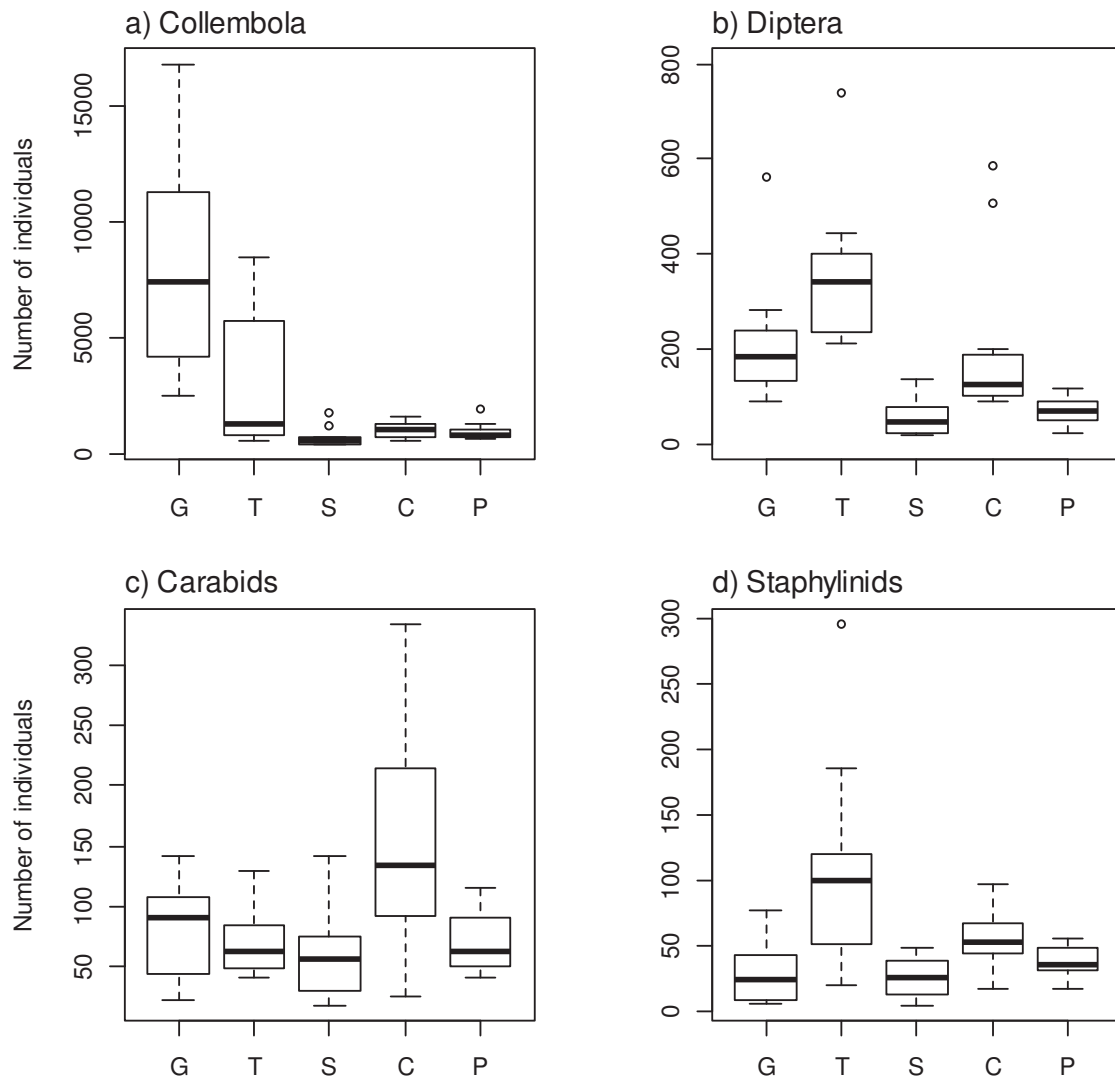 a) Collembola
Number of individuals
15000
10000
5000
0
G T S C P
b) Diptera
800
600
400
200
0
G T S C P
c) Carabids
Number of individuals
300
250
200
150
100
50
G T S C P
d) Staphylinids
300
250
200
150
100
50
0
G T S C P